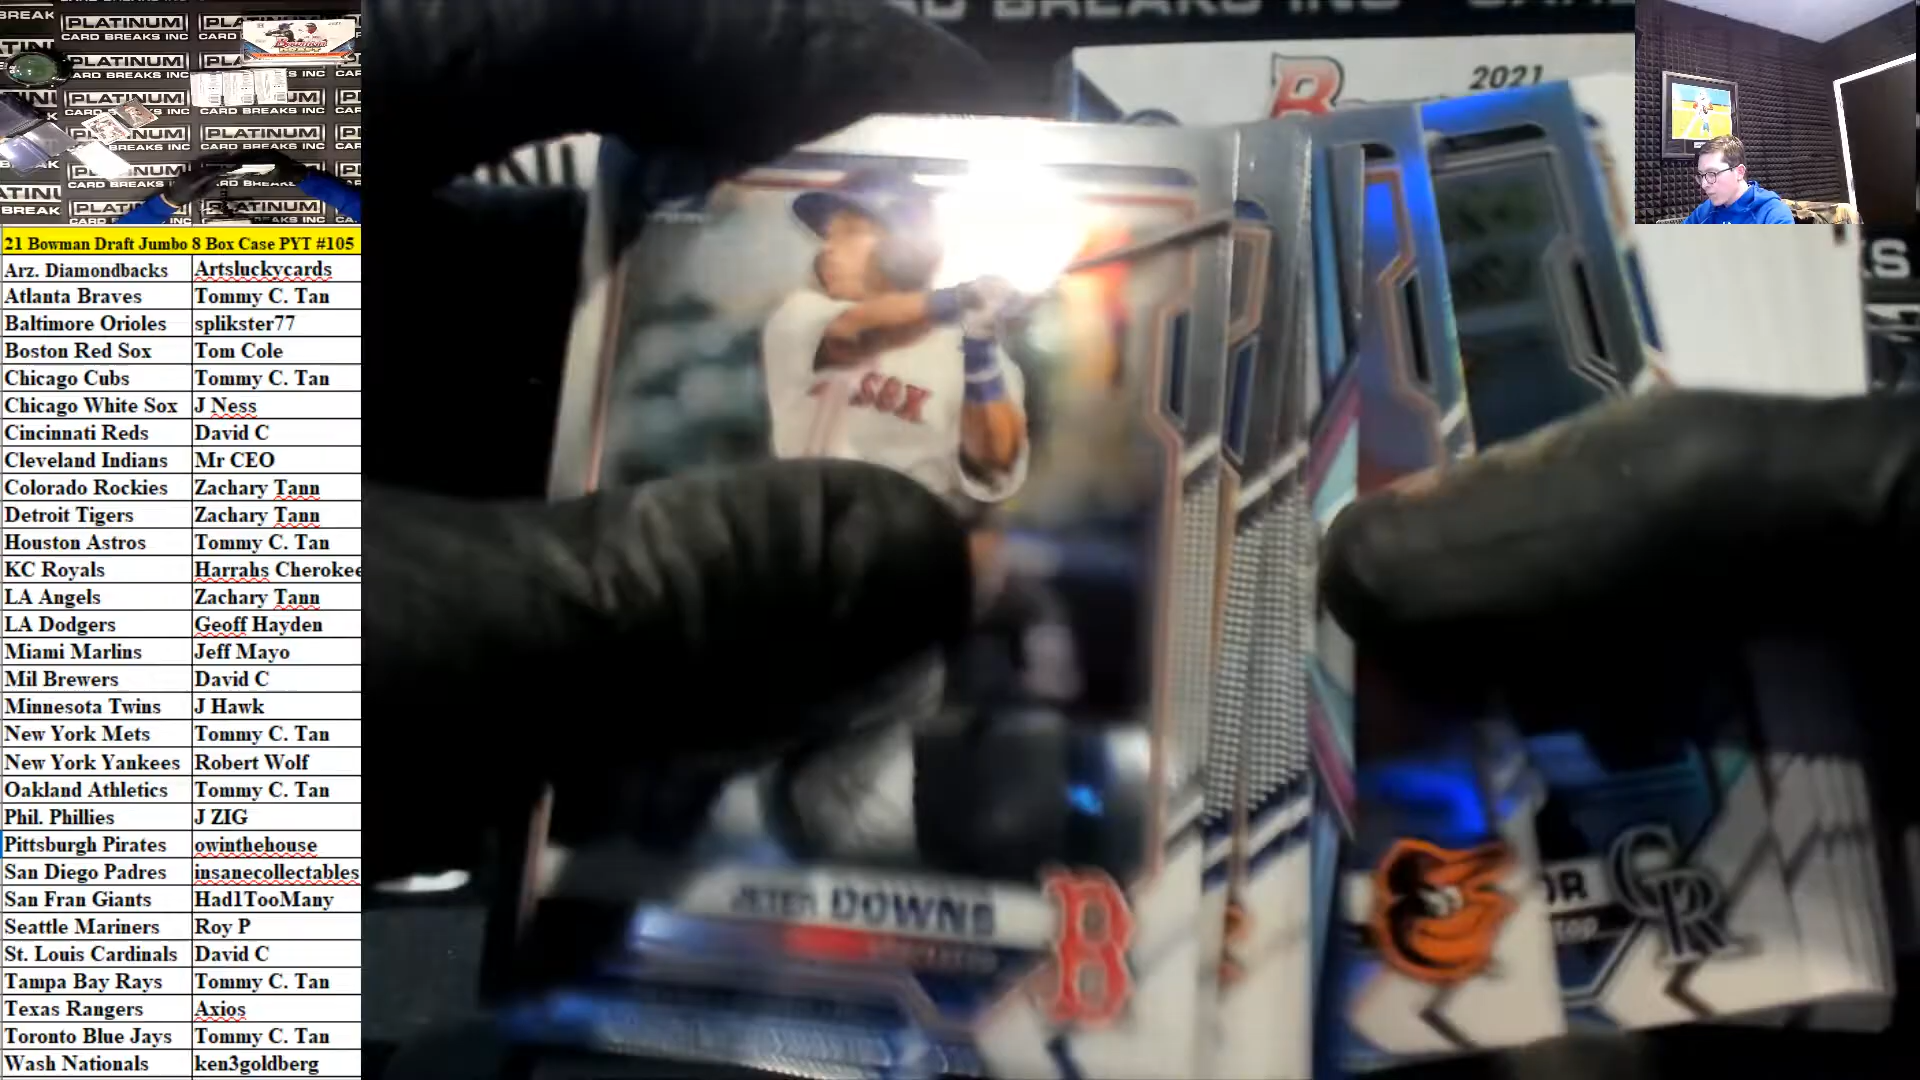 PLATINUM
CARD BREAKS INC
2021
21 Bowman Draft Jumbo 8 Box Case PYT #105
Arz. Diamondbacks Artsluckycards
Atlanta Braves Tommy C. Tan
Baltimore Orioles splikster77
Boston Red Sox Tom Cole
Chicago Cubs Tommy C. Tan
Chicago White Sox J Ness
Cincinnati Reds David C
Cleveland Indians Mr CEO
Colorado Rockies Zachary Tann
Detroit Tigers Zachary Tann
Houston Astros Tommy C. Tan
KC Royals Harrahs Cherokee
LA Angels Zachary Tann
LA Dodgers Geoff Hayden
Miami Marlins Jeff Mayo
Mil Brewers David C
Minnesota Twins J Hawk
New York Mets Tommy C. Tan
New York Yankees Robert Wolf
Oakland Athletics Tommy C. Tan
Phil. Phillies J ZIG
Pittsburgh Pirates owinthehouse
San Diego Padres insanecollectables
San Fran Giants Had1TooMany
Seattle Mariners Roy P
St. Louis Cardinals David C
Tampa Bay Rays Tommy C. Tan
Texas Rangers Axios
Toronto Blue Jays Tommy C. Tan
Wash Nationals ken3goldberg
BREAKS INC
B
2021
SOX
JETER DOWNS
B
OR
CR